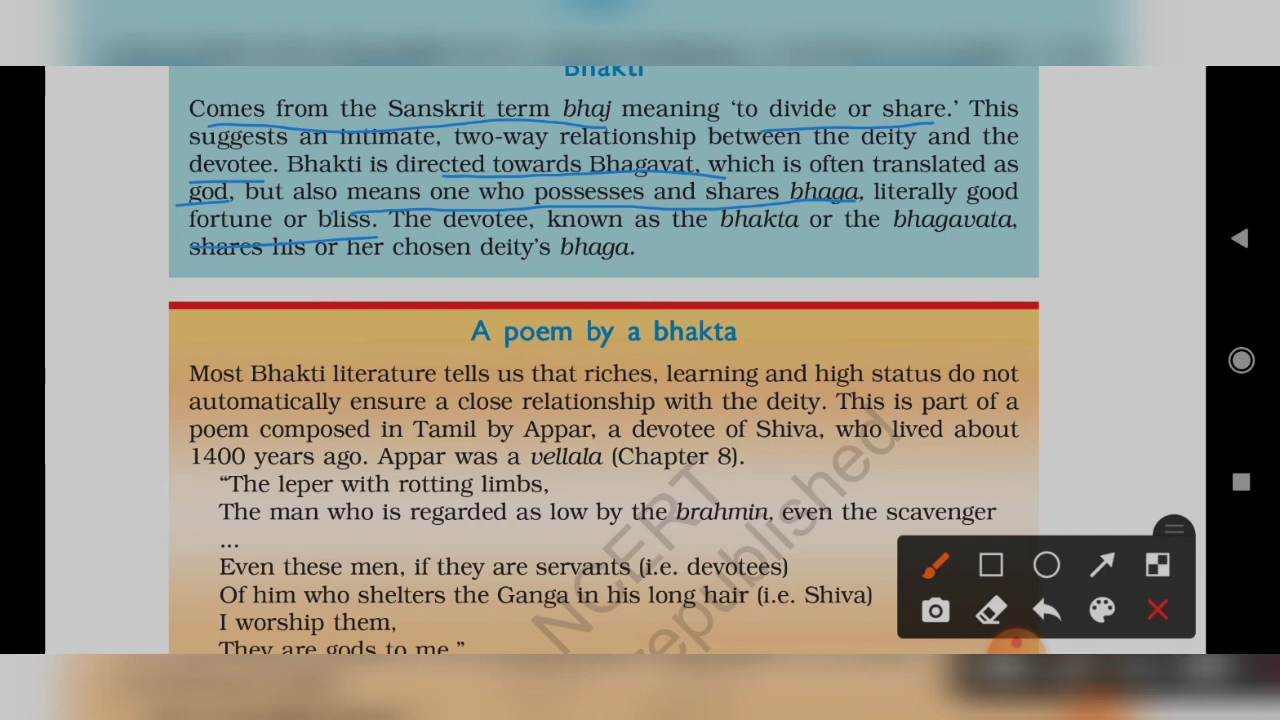 Bhakti
Comes from the Sanskrit term bhaj meaning ‘to divide or share.’ This
suggests an intimate, two-way relationship between the deity and the
devotee. Bhakti is directed towards Bhagavat, which is often translated as
god, but also means one who possesses and shares bhaga, literally good
fortune or bliss. The devotee, known as the bhakta or the bhagavata,
shares his or her chosen deity’s bhaga.
A poem by a bhakta
Most Bhakti literature tells us that riches, learning and high status do not
automatically ensure a close relationship with the deity. This is part of a
poem composed in Tamil by Appar, a devotee of Shiva, who lived about
1400 years ago. Appar was a vellala (Chapter 8).
“The leper with rotting limbs,
The man who is regarded as low by the brahmin, even the scavenger
...
Even these men, if they are servants (i.e. devotees)
Of him who shelters the Ganga in his long hair (i.e. Shiva)
I worship them,
They are gods to me.”
NCERT
republished